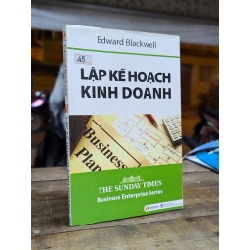 Edward Blackwell
45
LẬP KẾ HOẠCH
KINH DOANH
Business
Plan
THE SUNDAY TIMES
Business Enterprise Series